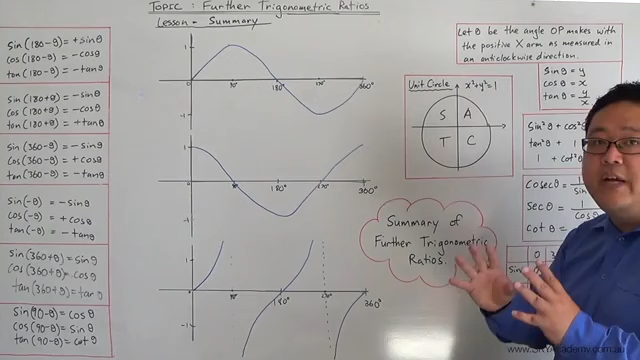 TOPIC: Further Trigonometric Ratios
Lesson - Summary
sin(180-θ) = +sinθ
cos(180-θ) = -cosθ
tan(180-θ) = -tanθ
sin(180+θ) = -sinθ
cos(180+θ) = -cosθ
tan(180+θ) = +tanθ
sin(360-θ) = -sinθ
cos(360-θ) = +cosθ
tan(360-θ) = -tanθ
sin(-θ) = -sinθ
cos(-θ) = +cosθ
tan(-θ) = -tanθ
sin(360+θ) = sinθ
cos(360+θ) = cosθ
tan(360+θ) = tanθ
sin(90-θ) = cosθ
cos(90-θ) = sinθ
tan(90-θ) = cotθ
1
90°
180°
270°
360°
-1
1
90°
180°
270°
360°
-1
1
90°
180°
270°
360°
-1
Let θ be the angle OP makes with
the positive X arm as measured in
an anticlockwise direction.
Unit Circle x²+y²=1
S A
T C
sinθ = y
cosθ = x
tanθ = y/x
sin²θ + cos²θ
tan²θ + 1
1 + cot²θ
cosecθ = 1/sin
secθ = 1/cosθ
cotθ =
0
sin
Summary of
Further Trigonometric
Ratios.